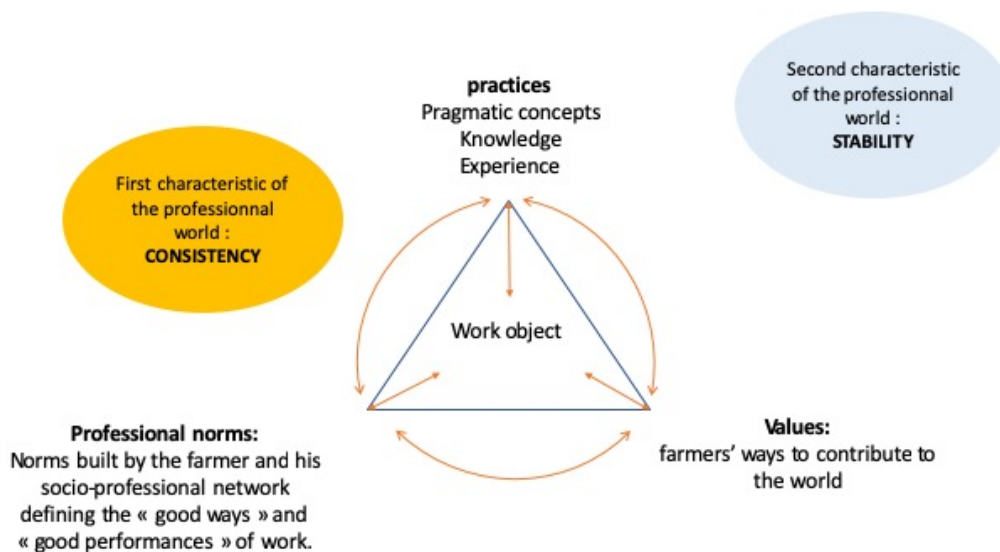 Second characteristic
of the professionnal
world :
STABILITY
practices
Pragmatic concepts
Knowledge
Experience
First characteristic of
the professionnal
world :
CONSISTENCY
Work object
Professional norms:
Norms built by the farmer and his
socio-professional network
defining the « good ways » and
« good performances » of work.
Values:
farmers’ ways to contribute to
the world